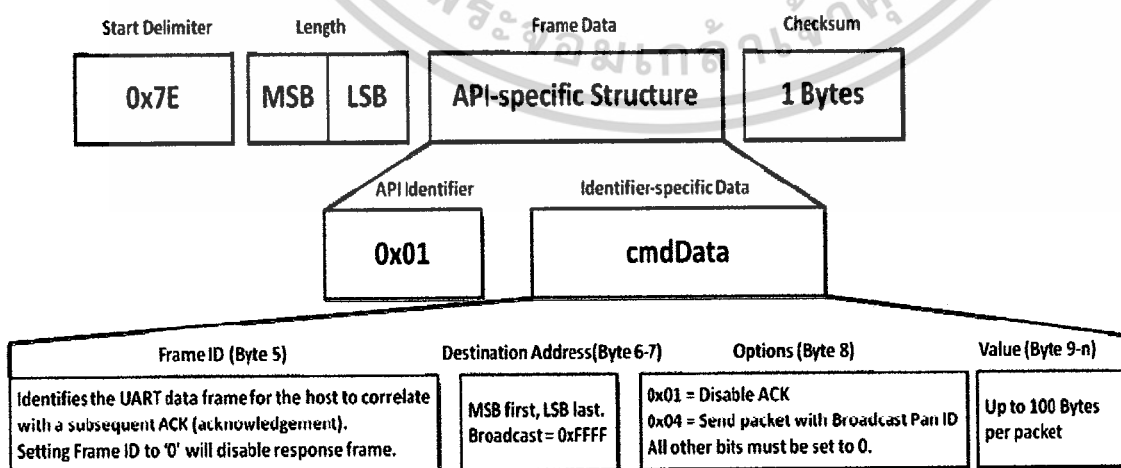 Start Delimiter
Length
Frame Data
Checksum
0x7E
MSB
LSB
API-specific Structure
1 Bytes
API Identifier
Identifier-specific Data
0x01
cmdData
Frame ID (Byte 5)
Identifies the UART data frame for the host to correlate
with a subsequent ACK (acknowledgement).
Setting Frame ID to '0' will disable response frame.
Destination Address(Byte 6-7)
MSB first, LSB last.
Broadcast = 0xFFFF
Options (Byte 8)
0x01 = Disable ACK
0x04 = Send packet with Broadcast Pan ID
All other bits must be set to 0.
Value (Byte 9-n)
Up to 100 Bytes
per packet